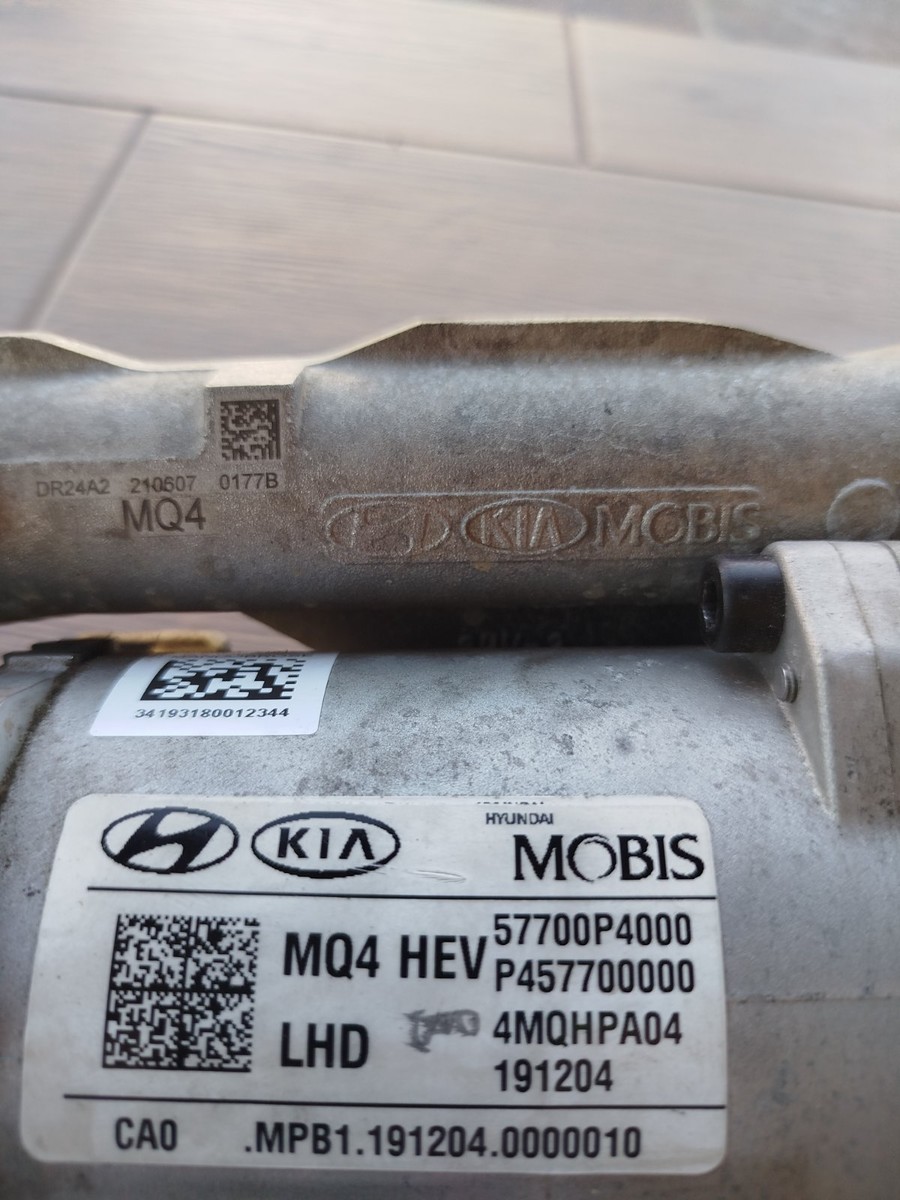 DR24A2 210607 0177B
MQ4
KIA MOBIS
34193180012344
KIA
HYUNDAI
MOBIS
MQ4 HEV 57700P4000
P457700000
LHD 4MQHPA04
191204
CA0 .MPB1.191204.0000010